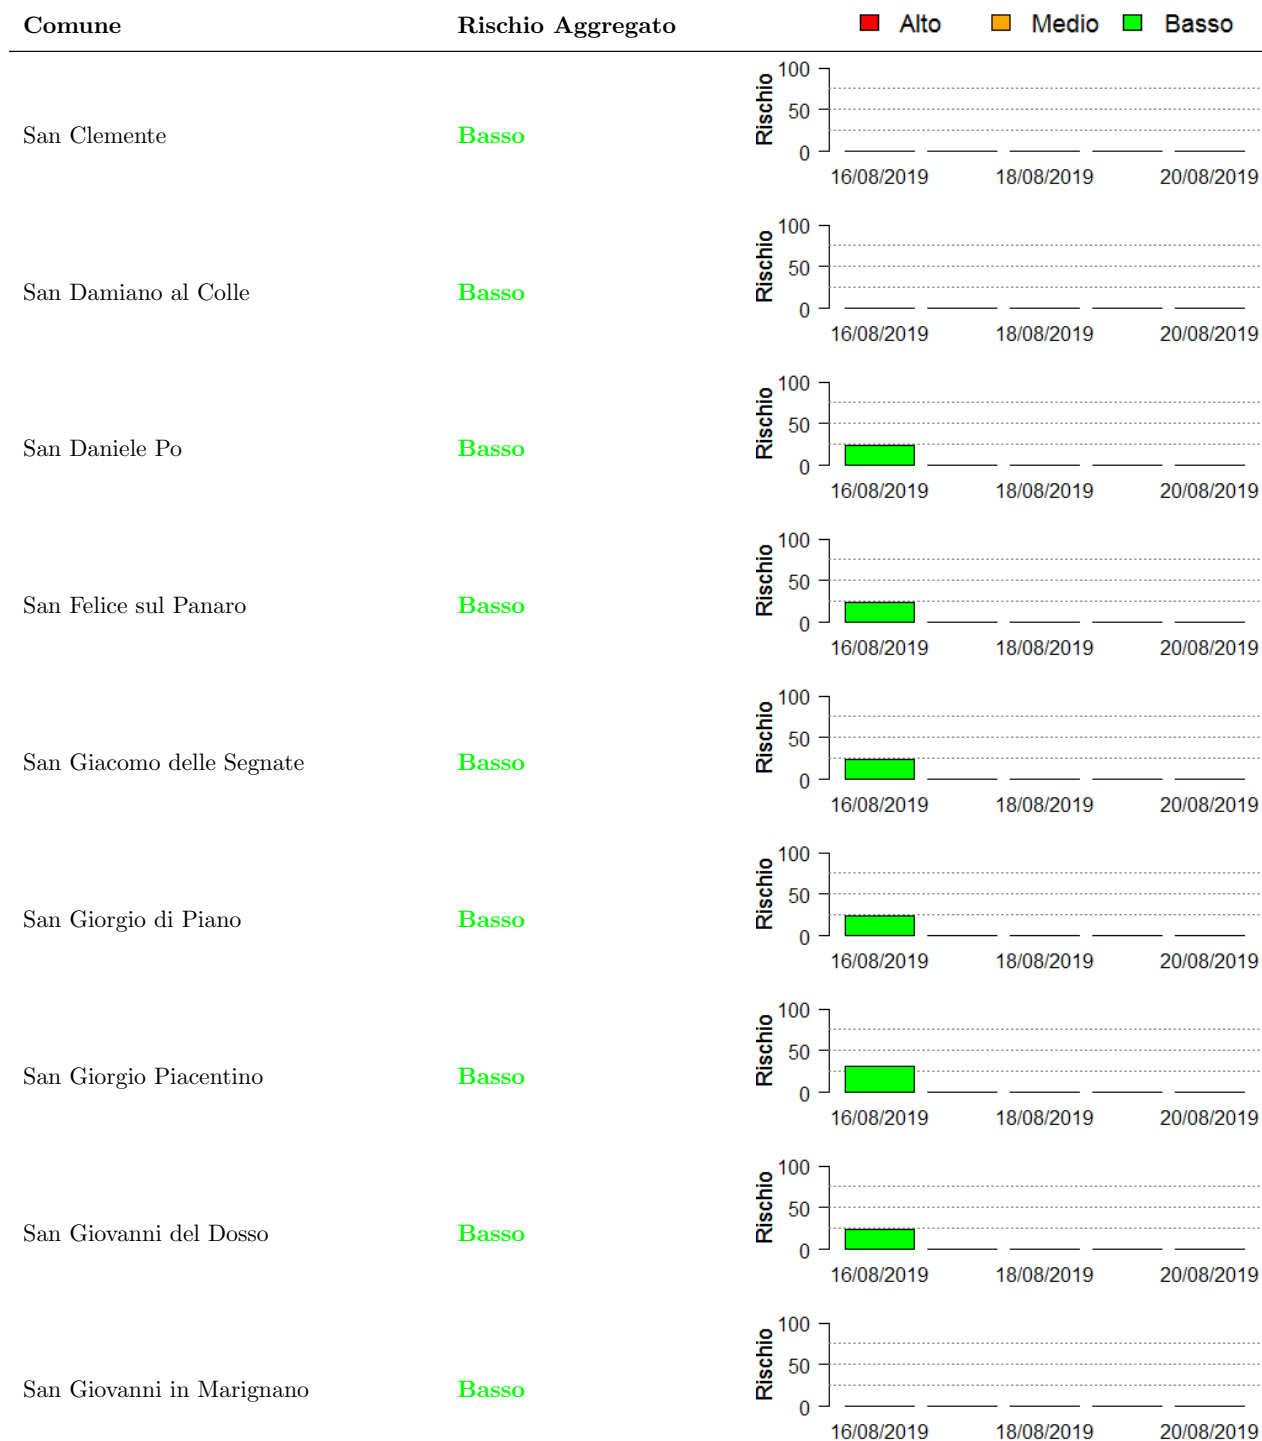 Comune Rischio Aggregato Alto Medio Basso
100
50
0
Rischio
San Clemente Basso
16/08/2019 18/08/2019 20/08/2019
100
50
0
Rischio
San Damiano al Colle Basso
16/08/2019 18/08/2019 20/08/2019
100
50
0
Rischio
San Daniele Po Basso
16/08/2019 18/08/2019 20/08/2019
100
50
0
Rischio
San Felice sul Panaro Basso
16/08/2019 18/08/2019 20/08/2019
100
50
0
Rischio
San Giacomo delle Segnate Basso
16/08/2019 18/08/2019 20/08/2019
100
50
0
Rischio
San Giorgio di Piano Basso
16/08/2019 18/08/2019 20/08/2019
100
50
0
Rischio
San Giorgio Piacentino Basso
16/08/2019 18/08/2019 20/08/2019
100
50
0
Rischio
San Giovanni del Dosso Basso
16/08/2019 18/08/2019 20/08/2019
100
50
0
Rischio
San Giovanni in Marignano Basso
16/08/2019 18/08/2019 20/08/2019